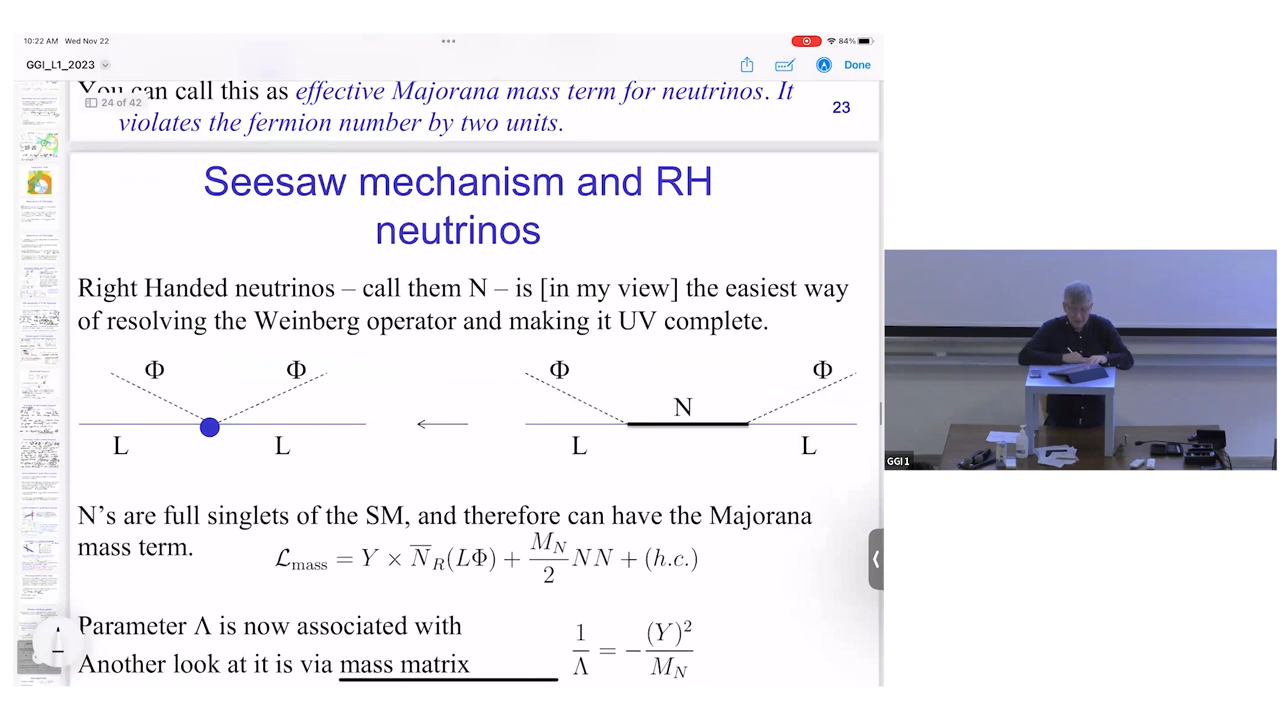 10:22 AM Wed Nov 22
84%
GGI_L1_2023
Done
You can call this as effective Majorana mass term for neutrinos. It
24 of 42
23
violates the fermion number by two units.
Seesaw mechanism and RH
neutrinos
Right Handed neutrinos – call them N – is [in my view] the easiest way
of resolving the Weinberg operator and making it UV complete.
Φ Φ Φ Φ
N
L L L L
N's are full singlets of the SM, and therefore can have the Majorana
mass term.
ℒ_mass = Y × N̅_R(LΦ) + M_N/2 NN + (h.c.)
Parameter Λ is now associated with
1/Λ = −(Y)²/M_N
Another look at it is via mass matrix
GGI 1